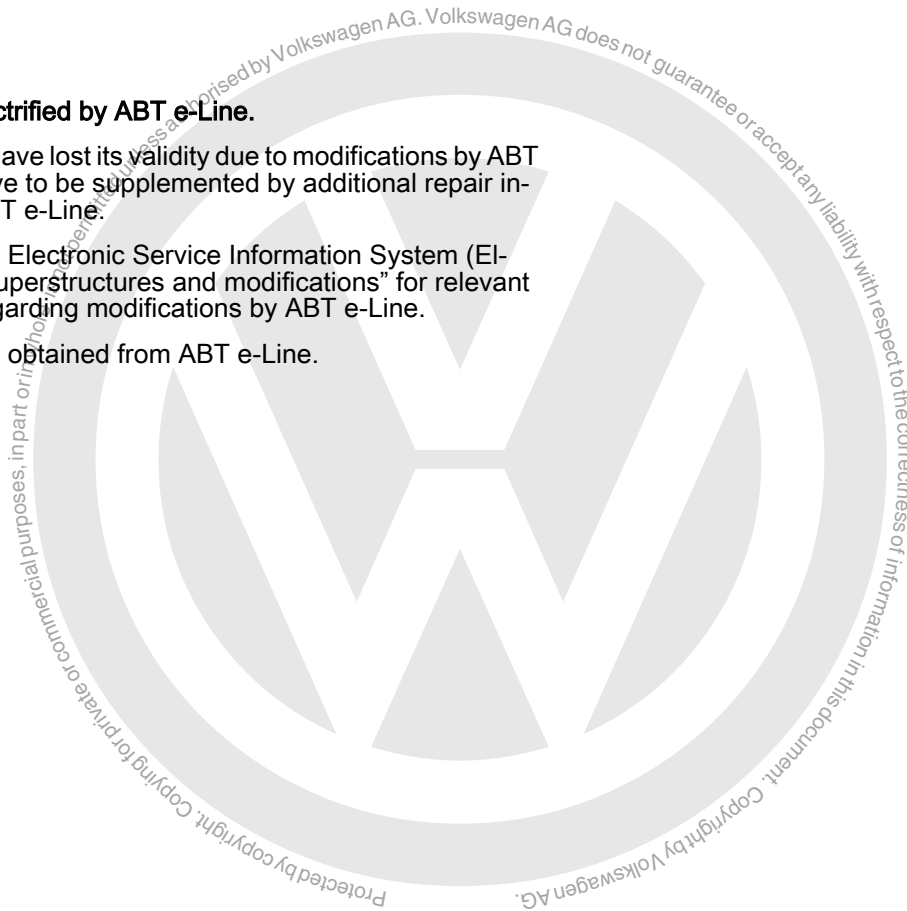 ctrified by ABT e-Line.
ave lost its validity due to modifications by ABT
ve to be supplemented by additional repair in-
T e-Line.
Electronic Service Information System (El-
uperstructures and modifications” for relevant
garding modifications by ABT e-Line.
obtained from ABT e-Line.
Protected by copyright. Copying for private or commercial purposes, in part or in whole, is not permitted unless authorised by Volkswagen AG. Volkswagen AG does not guarantee or accept any liability with respect to the correctness of information in this document. Copyright by Volkswagen AG.